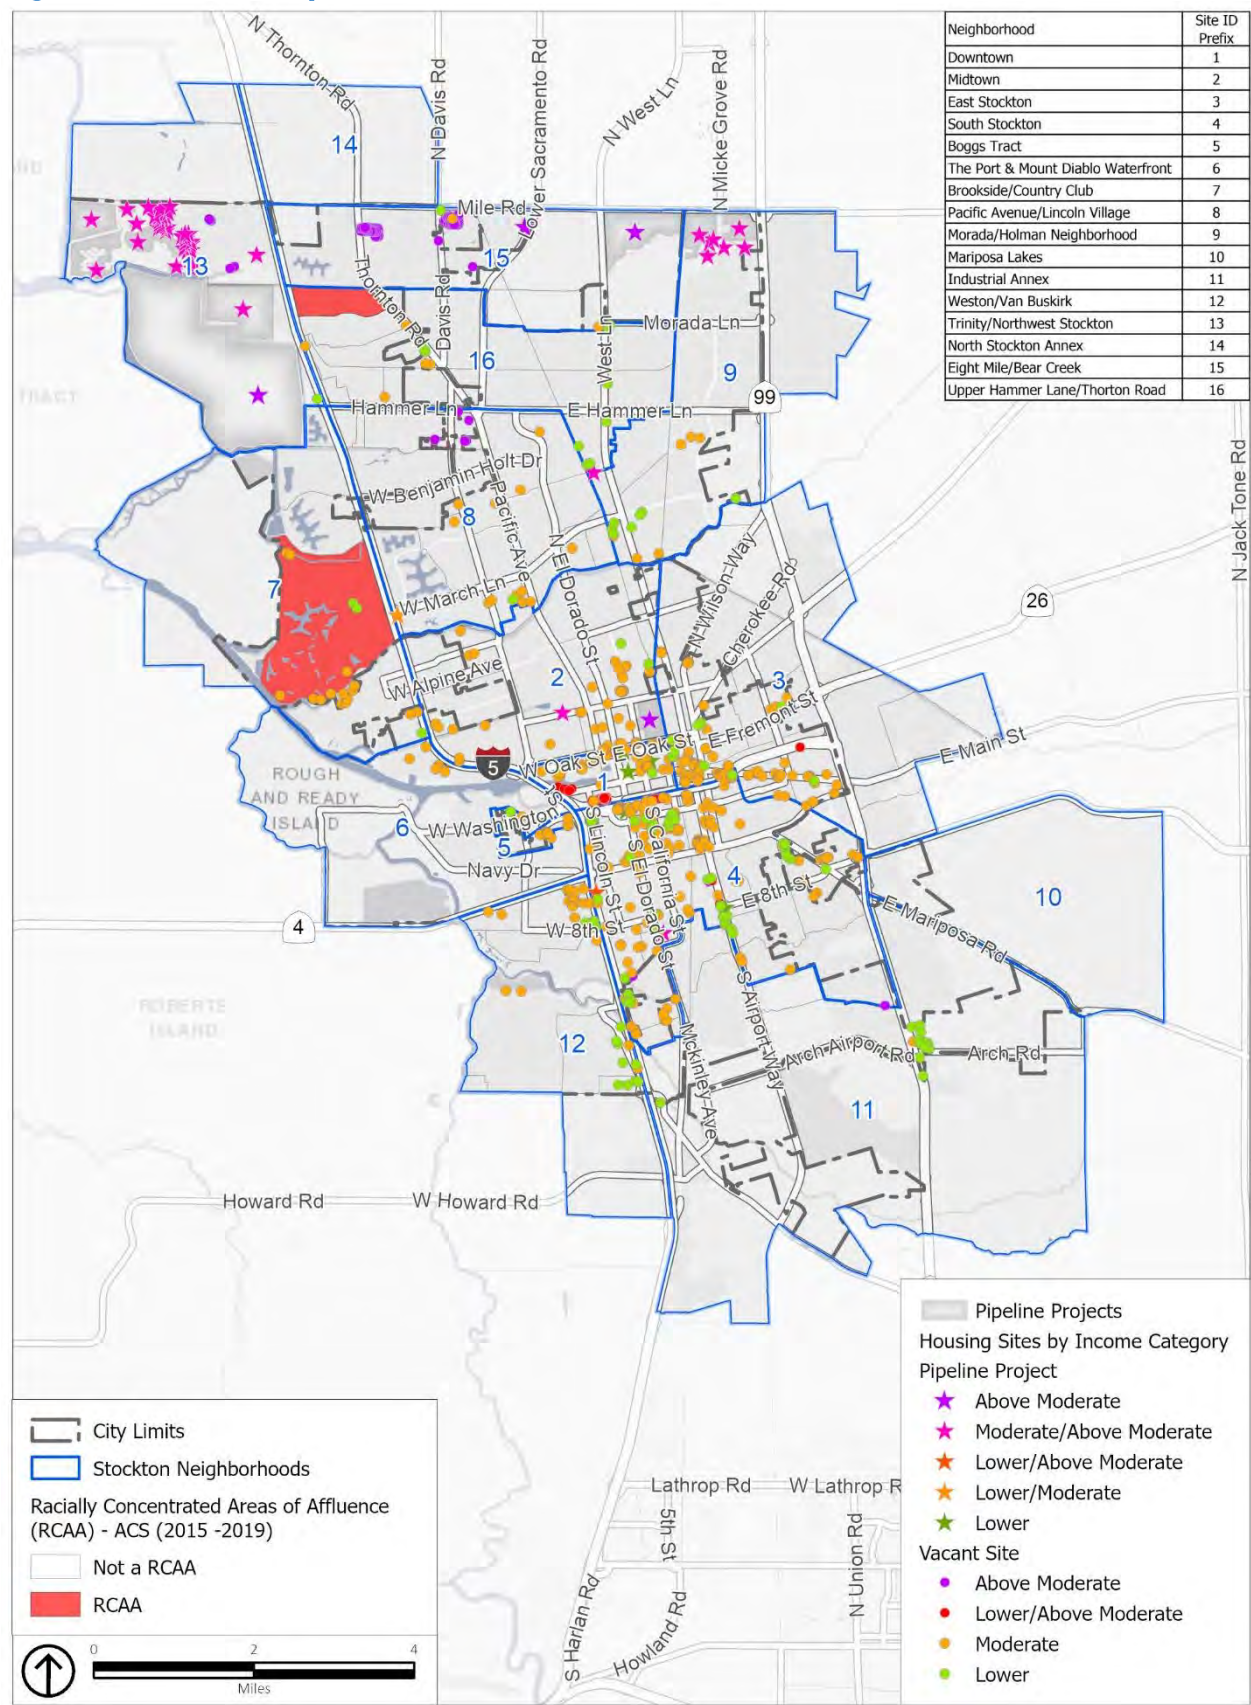 Neighborhood Site ID Prefix
Downtown 1
Midtown 2
East Stockton 3
South Stockton 4
Boggs Tract 5
The Port & Mount Diablo Waterfront 6
Brookside/Country Club 7
Pacific Avenue/Lincoln Village 8
Morada/Holman Neighborhood 9
Mariposa Lakes 10
Industrial Annex 11
Weston/Van Buskirk 12
Trinity/Northwest Stockton 13
North Stockton Annex 14
Eight Mile/Bear Creek 15
Upper Hammer Lane/Thorton Road 16
N Thornton Rd
N Davis Rd
Lower Sacramento Rd
N West Ln
N Micke Grove Rd
14
Mile Rd
13
15
Thornton Rd
Davis Rd
West Ln
Morada Ln
16
9
99
Hammer Ln
E Hammer Ln
TRACT
W Benjamin Holt Dr
Pacific Ave
8
N El Dorado St
N Wilson Way
Cherokee Rd
N Jack Tone Rd
7
W March Ln
26
W Alpine Ave
2
3
E Fremont St
W Oak St
E Oak St
E Main St
5
ROUGH
AND READY
ISLAND
1
6
W Washington St
5
Navy Dr
S Lincoln St
S California St
S El Dorado St
4
E 8th St
10
4
W 8th St
E Mariposa Rd
ROBERTS
ISLAND
S Airport Way
12
Mckinley Ave
Arch Airport Rd
Arch Rd
11
Howard Rd
W Howard Rd
Lathrop Rd
W Lathrop R
5th St
N Union Rd
S Harlan Rd
Howland Rd
City Limits
Stockton Neighborhoods
Racially Concentrated Areas of Affluence
(RCAA) - ACS (2015 -2019)
Not a RCAA
RCAA
0 2 4
Miles
Pipeline Projects
Housing Sites by Income Category
Pipeline Project
Above Moderate
Moderate/Above Moderate
Lower/Above Moderate
Lower/Moderate
Lower
Vacant Site
Above Moderate
Lower/Above Moderate
Moderate
Lower